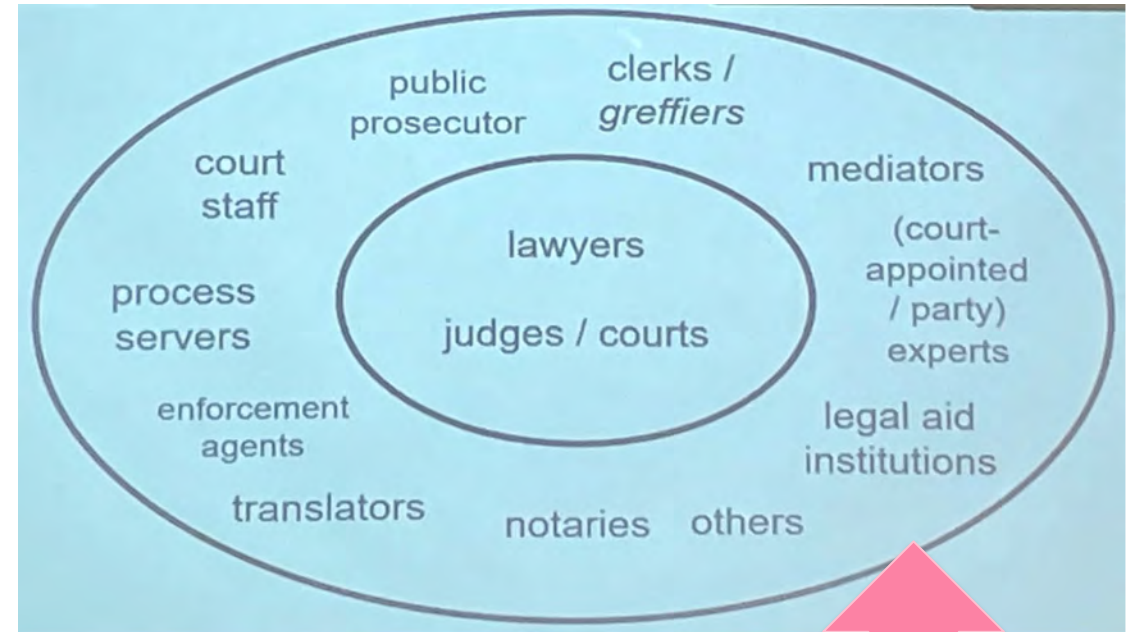 public
prosecutor
clerks /
greffiers
court
staff
mediators
process
servers
lawyers
judges / courts
(court-
appointed
/ party)
experts
enforcement
agents
legal aid
institutions
translators
notaries
others